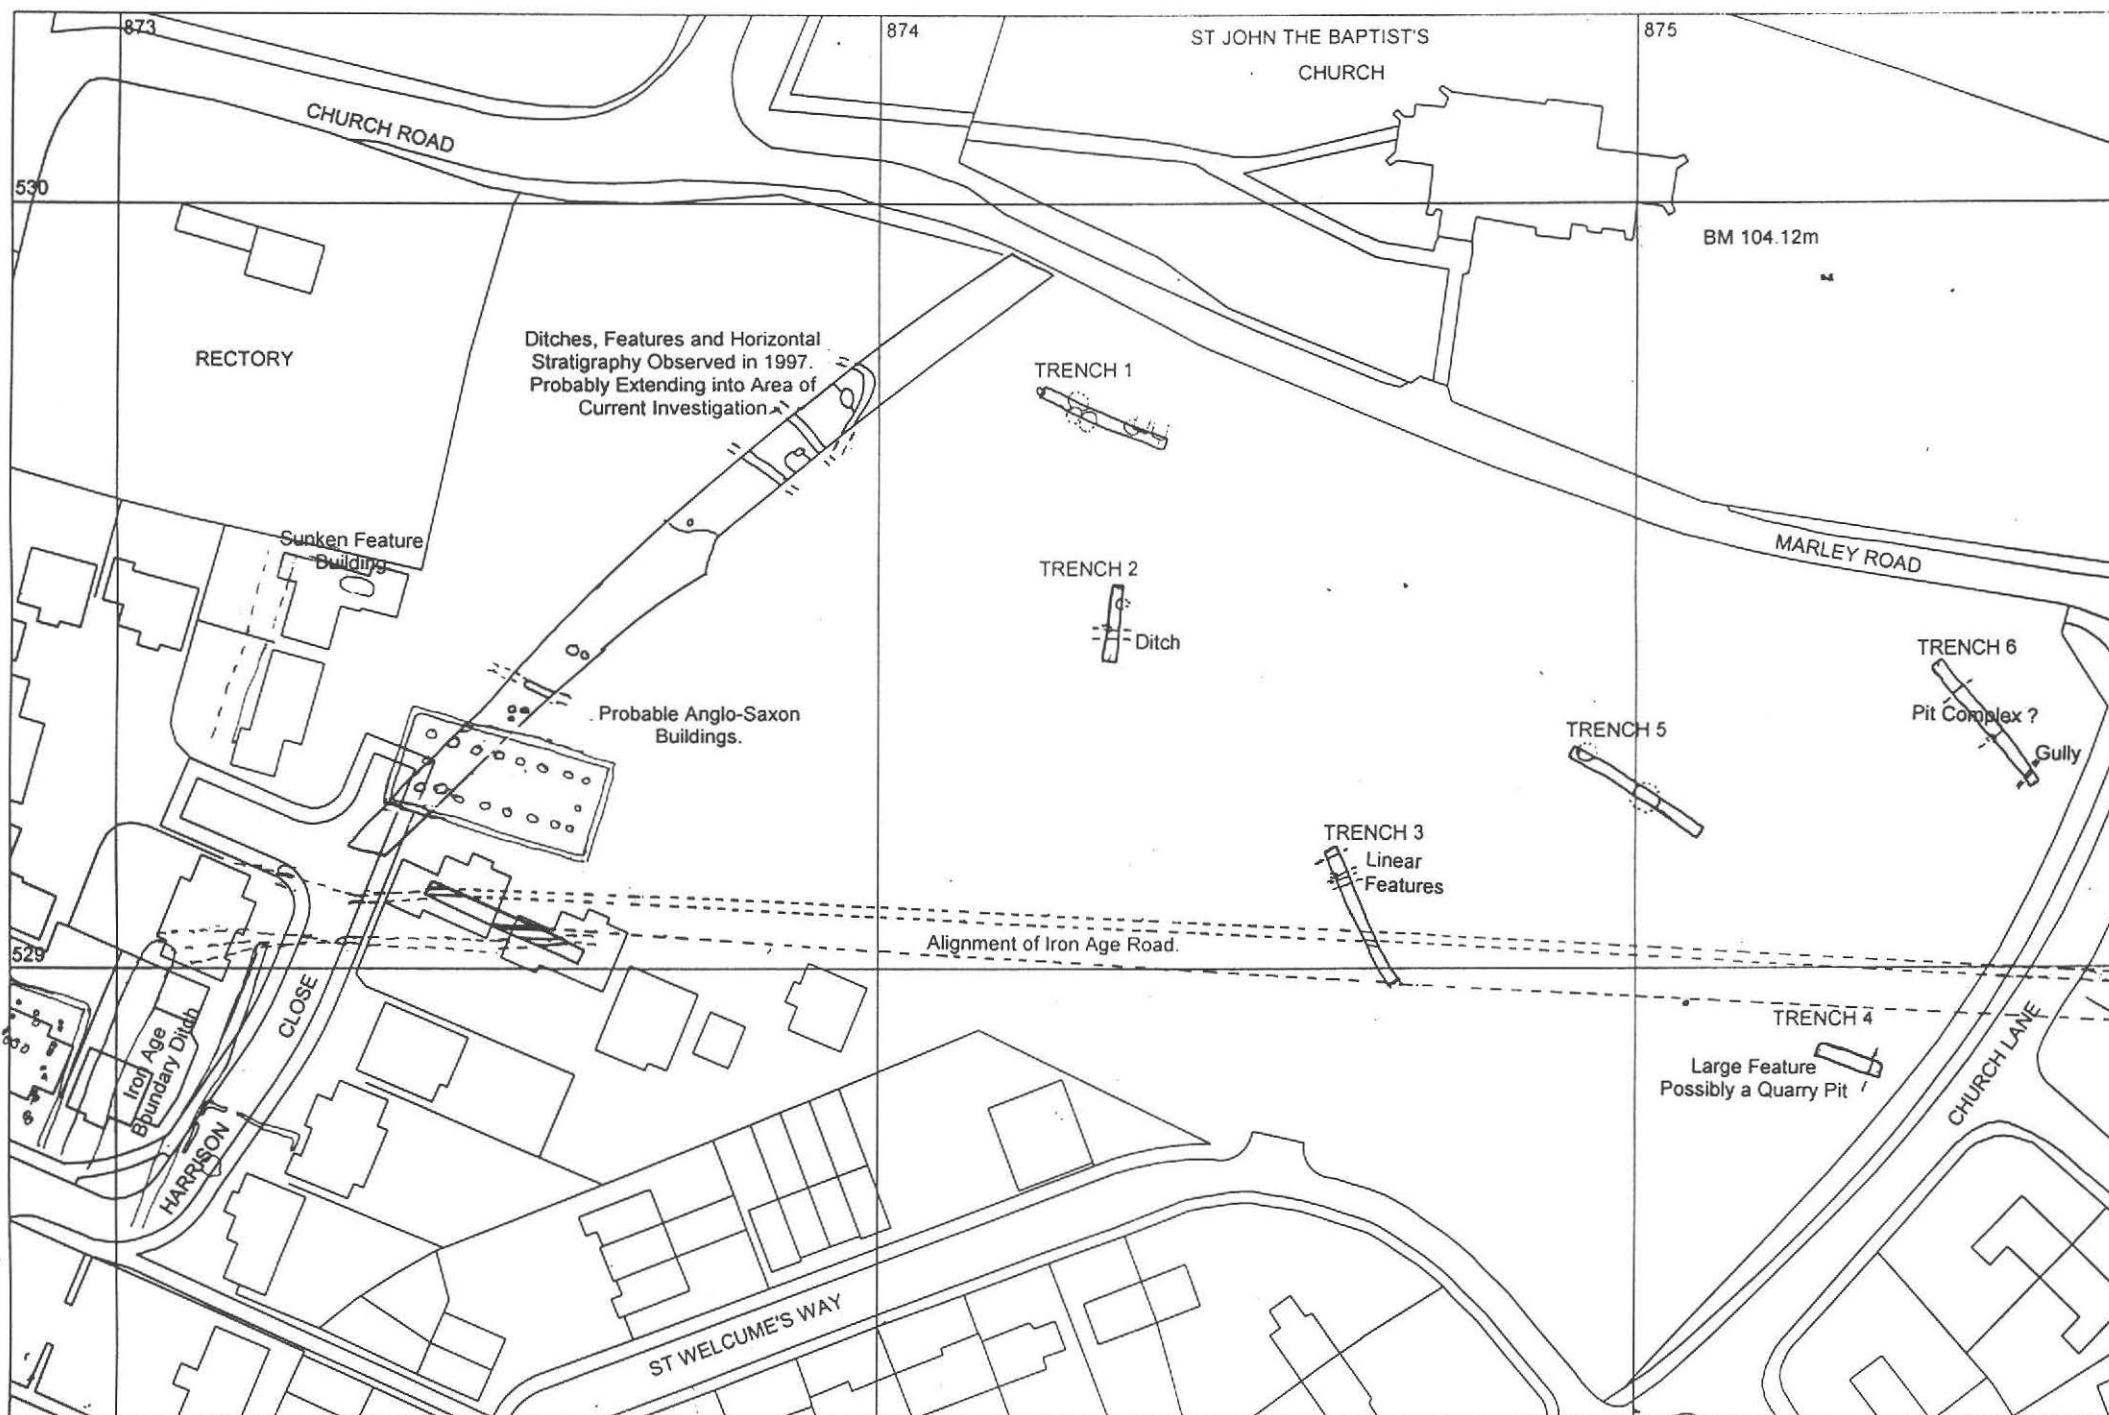 873
874
875
ST JOHN THE BAPTIST'S
CHURCH
CHURCH ROAD
530
BM 104.12m
RECTORY
Ditches, Features and Horizontal
Stratigraphy Observed in 1997.
Probably Extending into Area of
Current Investigation.
TRENCH 1
Sunken Feature
Building
TRENCH 2
Ditch
MARLEY ROAD
TRENCH 6
Pit Complex ?
Gully
Probable Anglo-Saxon
Buildings.
TRENCH 5
TRENCH 3
Linear
Features
Alignment of Iron Age Road.
529
CLOSE
HARRISON
Iron Age
Boundary Ditch
TRENCH 4
Large Feature
Possibly a Quarry Pit
CHURCH LANE
ST WELCUME'S WAY